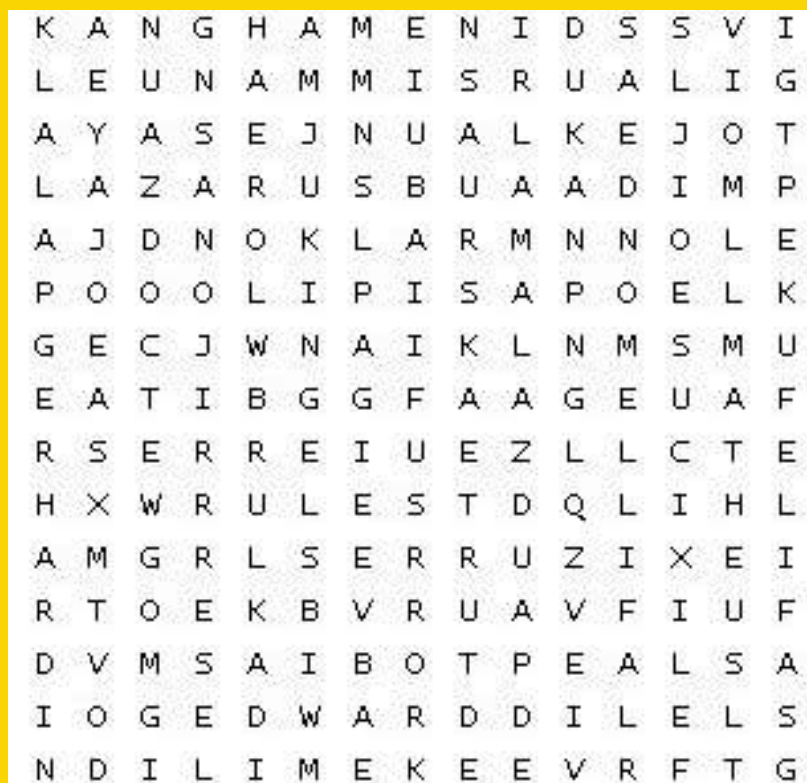 K A N G H A M E N I D S S V I
L E U N A M M I S R U A L I G
A Y A S E J N U A L K E J O T
L A Z A R U S B U A A D I M P
A J D N O K L A R M N N O L E
P O O O L I P I S A P O E L K
G E C J W N A I K L N M S M U
E A T I B G G F A A G E U A F
R S E R R E I U E Z L L C T E
H X W R U L E S T D Q L I H L
A M G R L S E R R U Z I X E I
R T O E K B V R U A V F I U F
D V M S A I B O T P E A L S A
I O G E D W A R D D I L E L S
N D I L I M E K E E V R F T G